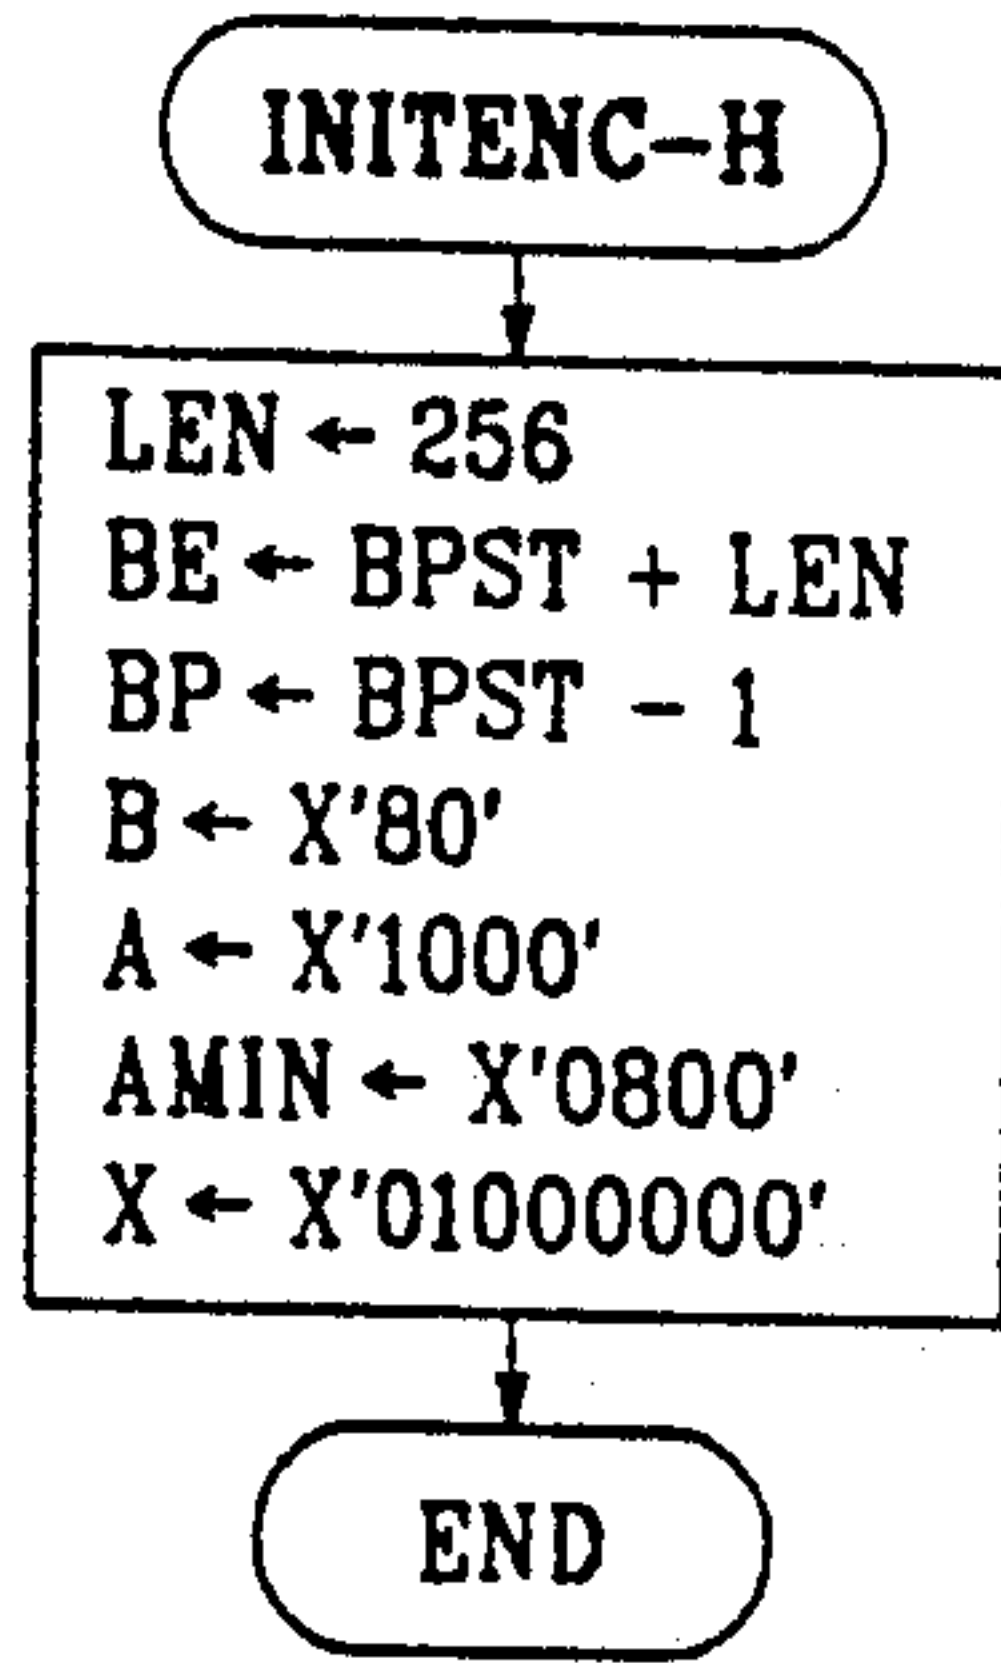 INITENC-H
LEN ← 256
BE ← BPST + LEN
BP ← BPST - 1
B ← X'80'
A ← X'1000'
AMIN ← X'0800'
X ← X'01000000'
END